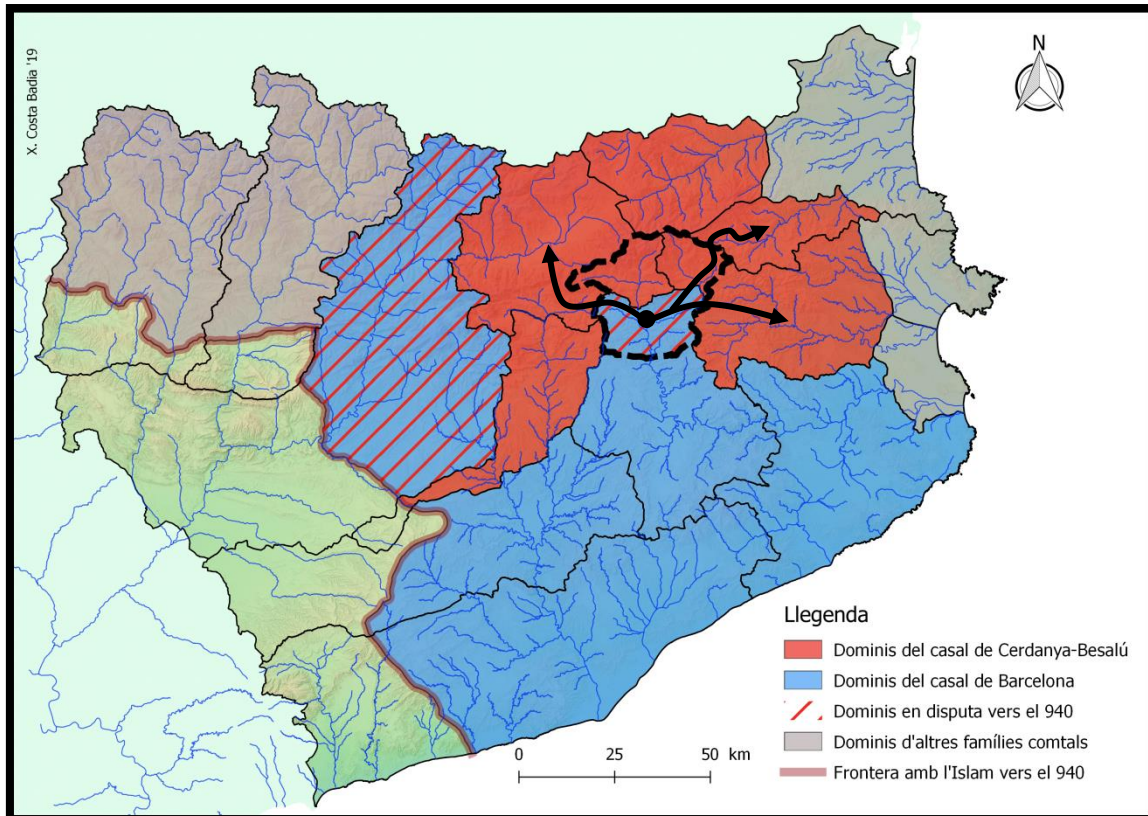 X. Costa Badia '19
N
Llegenda
Dominis del casal de Cerdanya-Besalú
Dominis del casal de Barcelona
Dominis en disputa vers el 940
Dominis d'altres famílies comtals
Frontera amb l'Islam vers el 940
0 25 50 km